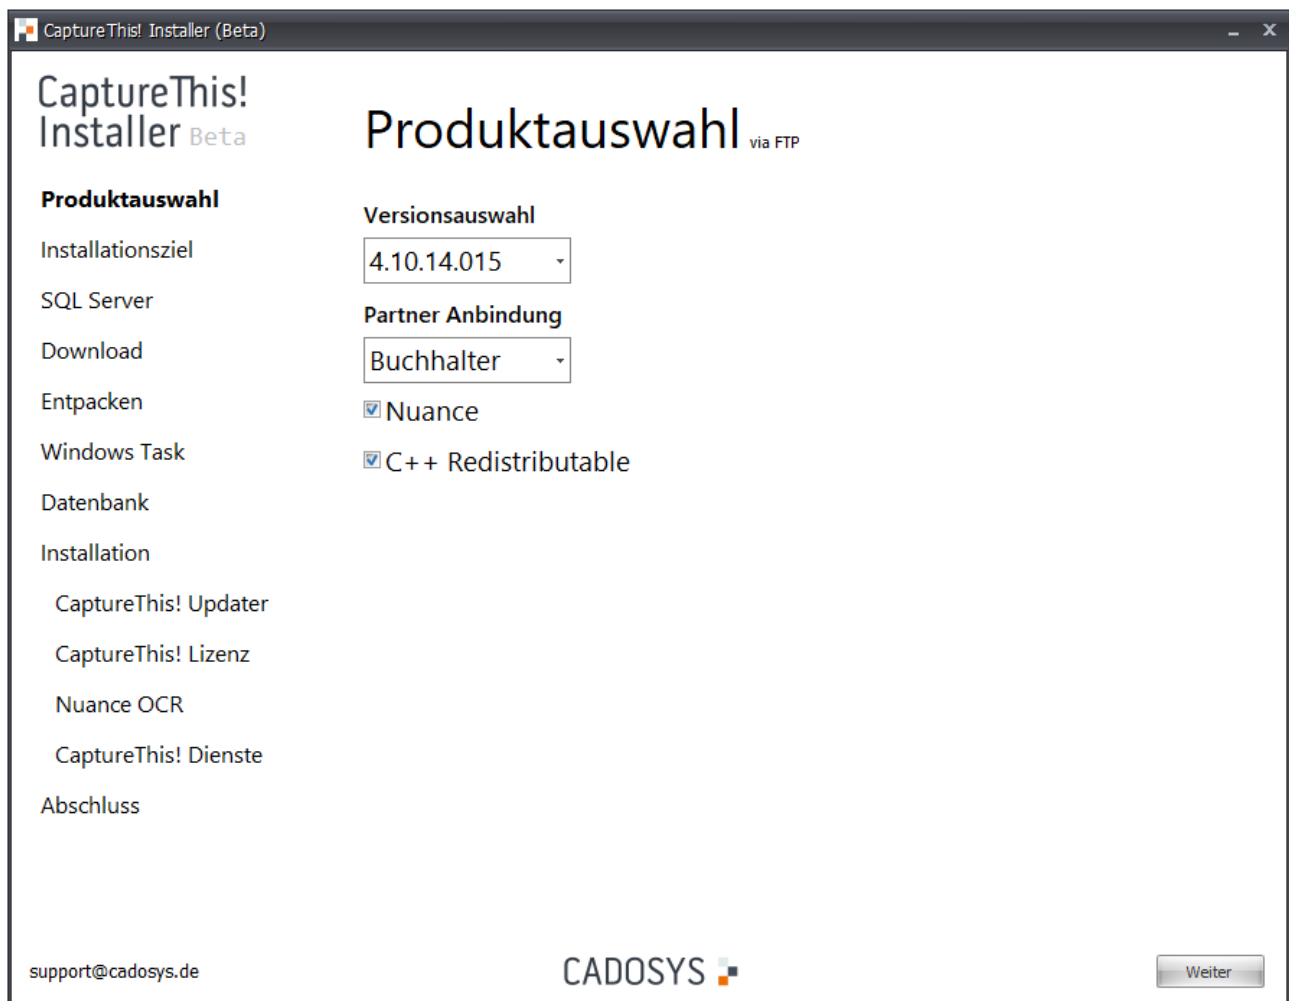 CaptureThis! Installer (Beta)
CaptureThis!
Installer Beta
Produktauswahl via FTP
Produktauswahl
Installationsziel
SQL Server
Download
Entpacken
Windows Task
Datenbank
Installation
CaptureThis! Updater
CaptureThis! Lizenz
Nuance OCR
CaptureThis! Dienste
Abschluss
Versionsauswahl
4.10.14.015
Partner Anbindung
Buchhalter
Nuance
C++ Redistributable
support@cadosys.de
CADOSYS
Weiter